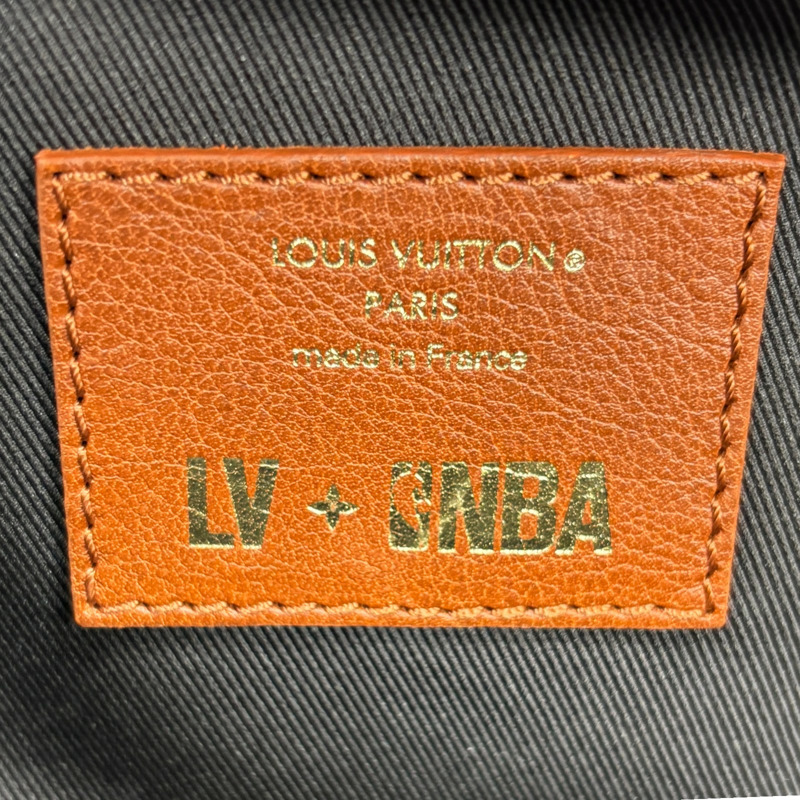 LOUIS VUITTON®
PARIS
made in France
LV + NBA